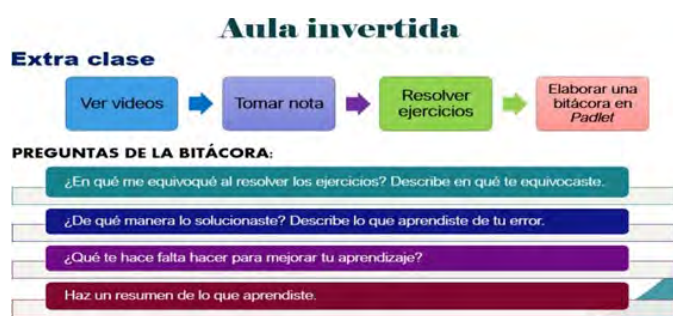 Aula invertida
Extra clase
Ver videos
Tomar nota
Resolver
ejercicios
Elaborar una
bitácora en
Padlet
PREGUNTAS DE LA BITÁCORA:
¿En qué me equivoqué al resolver los ejercicios? Describe en qué te equivocaste.
¿De qué manera lo solucionaste? Describe lo que aprendiste de tu error.
¿Qué te hace falta hacer para mejorar tu aprendizaje?
Haz un resumen de lo que aprendiste.